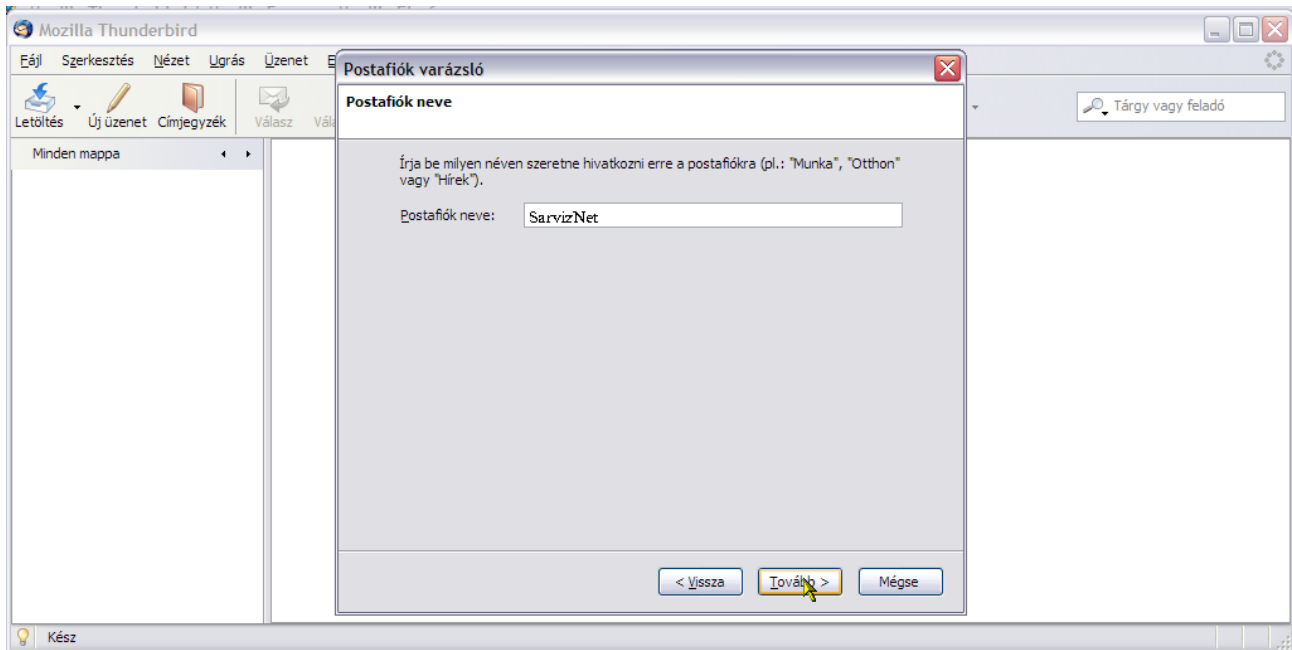 Mozilla Thunderbird
Fájl Szerkesztés Nézet Ugrás Üzenet
Letöltés Új üzenet Címjegyzék Válasz
Tárgy vagy feladó
Minden mappa
Postafiók varázsló
Postafiók neve
Írja be milyen néven szeretne hivatkozni erre a postafiókra (pl.: "Munka", "Otthon"
vagy "Hírek").
Postafiók neve: SarvizNet
< Vissza Tovább > Mégse
Kész